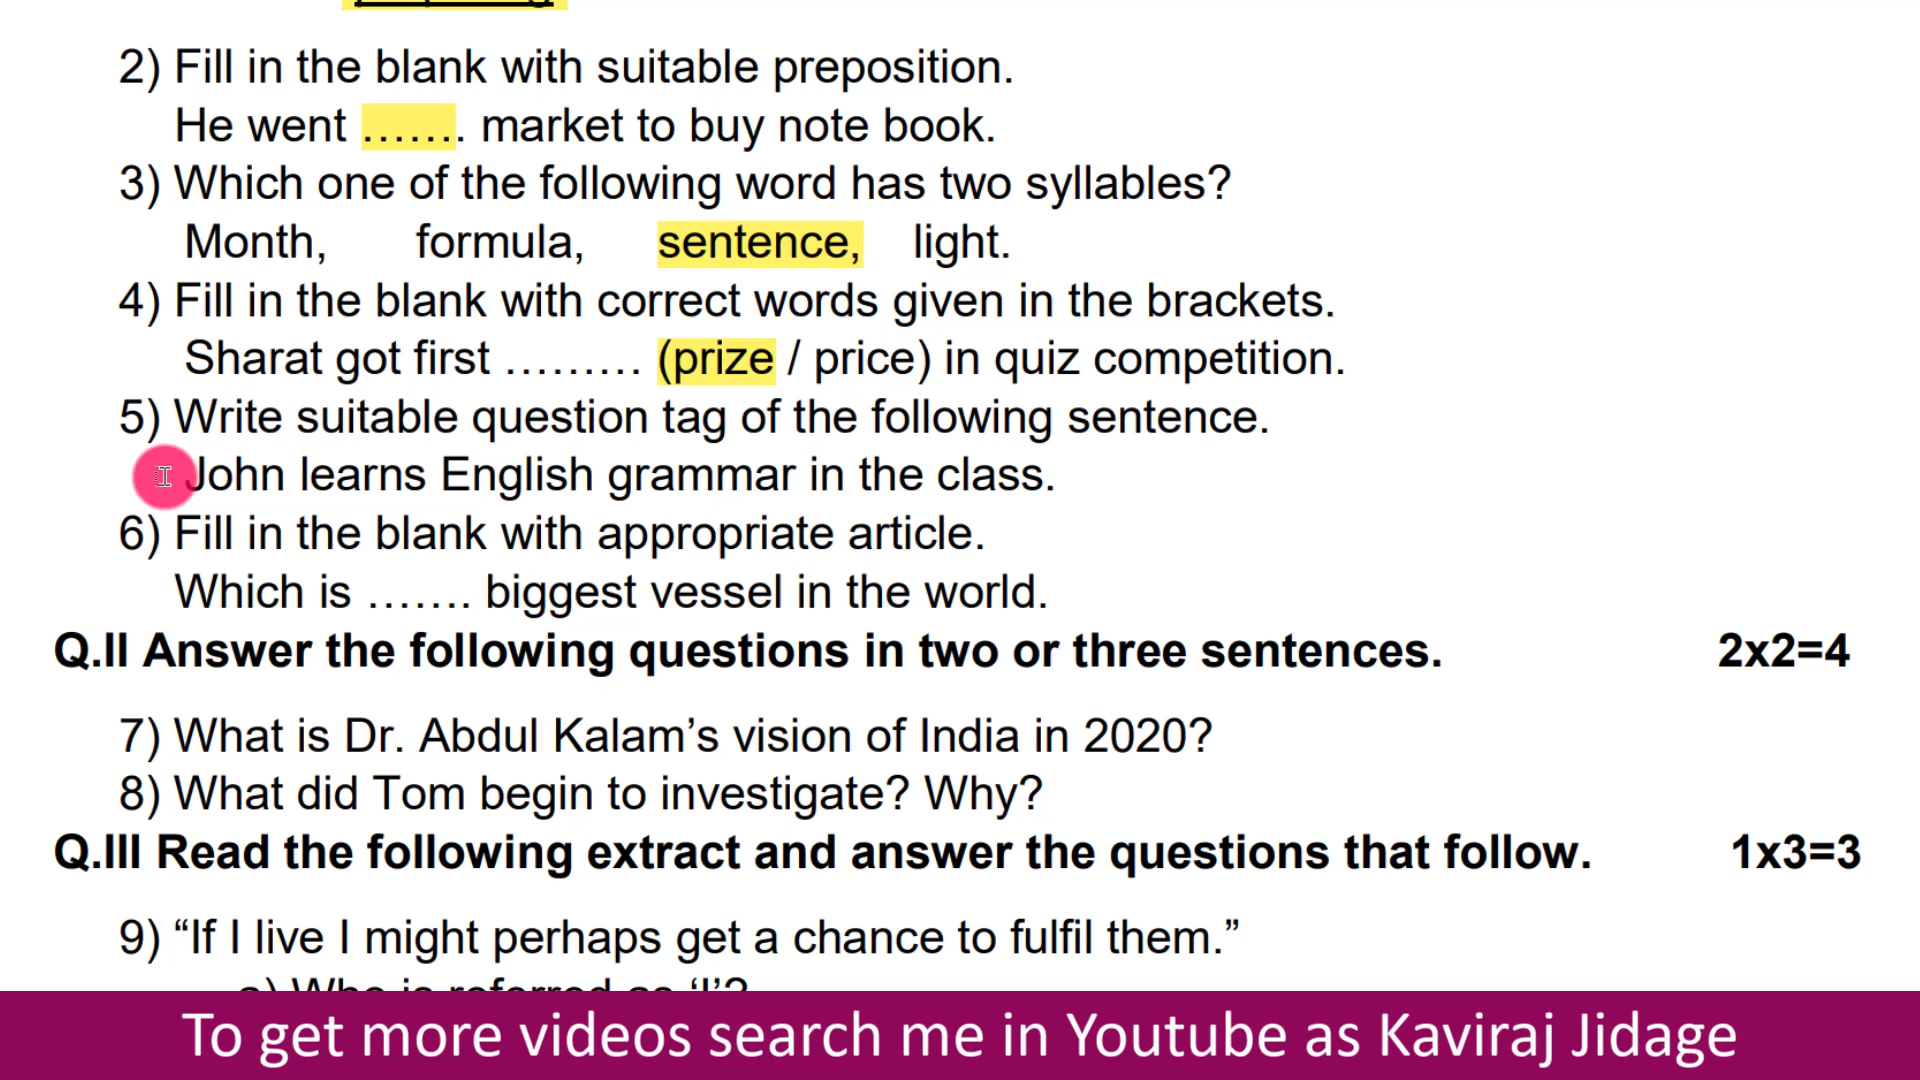 2) Fill in the blank with suitable preposition.
He went ……. market to buy note book.
3) Which one of the following word has two syllables?
Month, formula, sentence, light.
4) Fill in the blank with correct words given in the brackets.
Sharat got first ……… (prize / price) in quiz competition.
5) Write suitable question tag of the following sentence.
John learns English grammar in the class.
6) Fill in the blank with appropriate article.
Which is ……. biggest vessel in the world.
Q.II Answer the following questions in two or three sentences. 2x2=4
7) What is Dr. Abdul Kalam’s vision of India in 2020?
8) What did Tom begin to investigate? Why?
Q.III Read the following extract and answer the questions that follow. 1x3=3
9) “If I live I might perhaps get a chance to fulfil them.”
a) Who is referred as ‘I’?
To get more videos search me in Youtube as Kaviraj Jidage